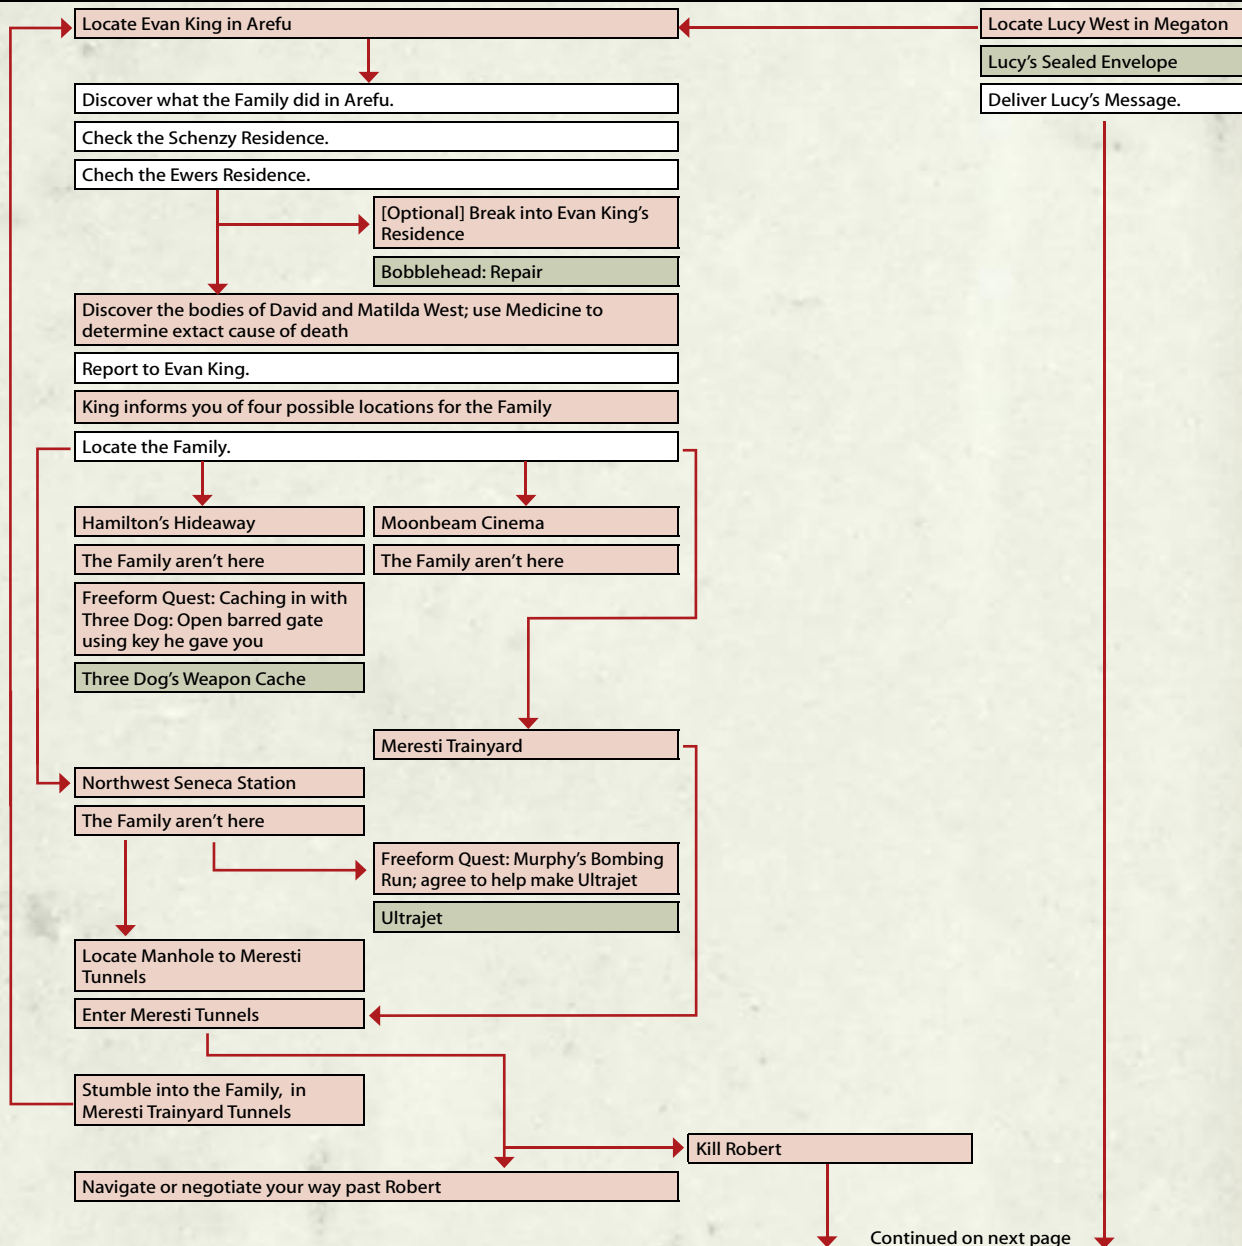 Locate Evan King in Arefu
Locate Lucy West in Megaton
Lucy's Sealed Envelope
Deliver Lucy's Message.
Discover what the Family did in Arefu.
Check the Schenzy Residence.
Chech the Ewers Residence.
[Optional] Break into Evan King's
Residence
Bobblehead: Repair
Discover the bodies of David and Matilda West; use Medicine to
determine extact cause of death
Report to Evan King.
King informs you of four possible locations for the Family
Locate the Family.
Hamilton's Hideaway
The Family aren't here
Freeform Quest: Caching in with
Three Dog: Open barred gate
using key he gave you
Three Dog's Weapon Cache
Moonbeam Cinema
The Family aren't here
Meresti Trainyard
Northwest Seneca Station
The Family aren't here
Freeform Quest: Murphy's Bombing
Run; agree to help make Ultrajet
Ultrajet
Locate Manhole to Meresti
Tunnels
Enter Meresti Tunnels
Stumble into the Family, in
Meresti Trainyard Tunnels
Kill Robert
Navigate or negotiate your way past Robert
Continued on next page